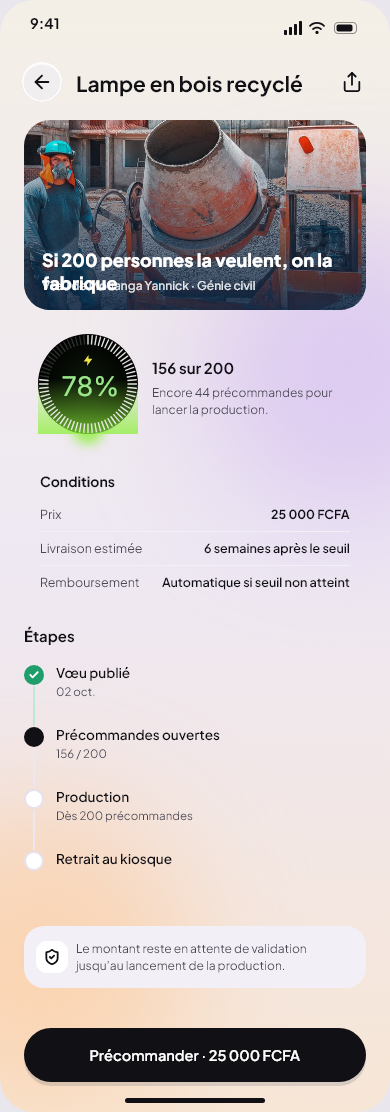 9:41
Lampe en bois recyclé
Si 200 personnes la veulent, on la
fabrique
Yannick · Génie civil
78%
156 sur 200
Encore 44 précommandes pour
lancer la production.
Conditions
Prix
25 000 FCFA
Livraison estimée
6 semaines après le seuil
Remboursement
Automatique si seuil non atteint
Étapes
Vœu publié
02 oct.
Précommandes ouvertes
156 / 200
Production
Dès 200 précommandes
Retrait au kiosque
Le montant reste en attente de validation
jusqu'au lancement de la production.
Précommander · 25 000 FCFA